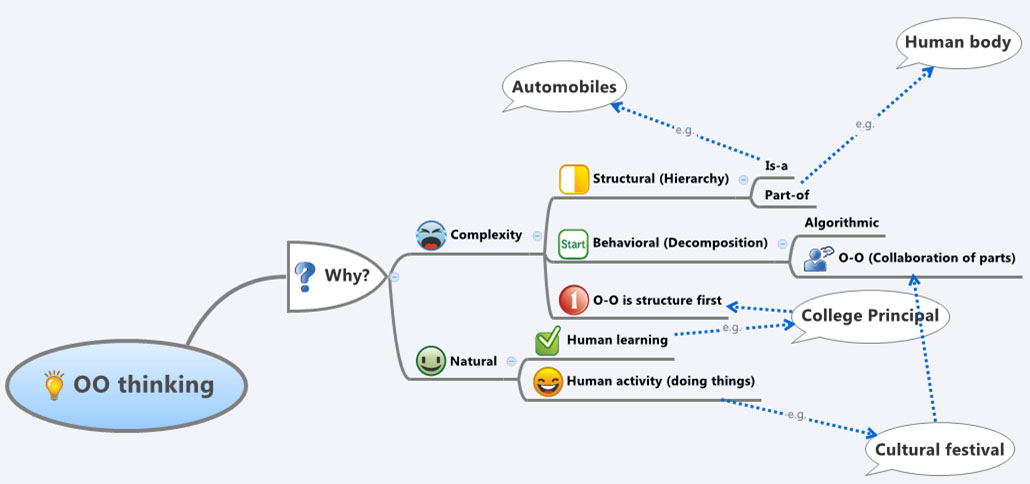 Human body
Automobiles
e.g.
e.g.
Is-a
Structural (Hierarchy)
Part-of
Algorithmic
Complexity
Start
Behavioral (Decomposition)
O-O (Collaboration of parts)
? Why?
1
O-O is structure first
College Principal
e.g.
Human learning
Natural
OO thinking
Human activity (doing things)
e.g.
Cultural festival